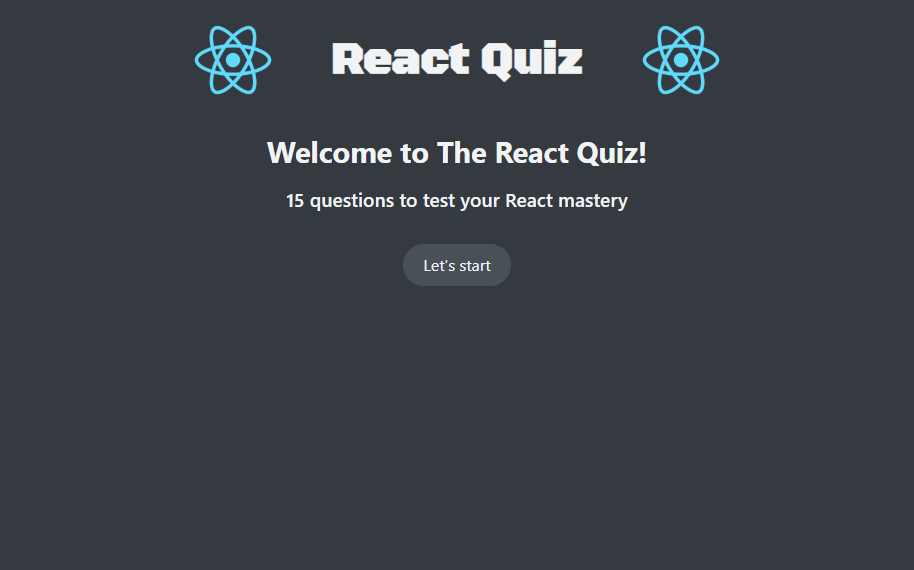 React Quiz
Welcome to The React Quiz!
15 questions to test your React mastery
Let's start